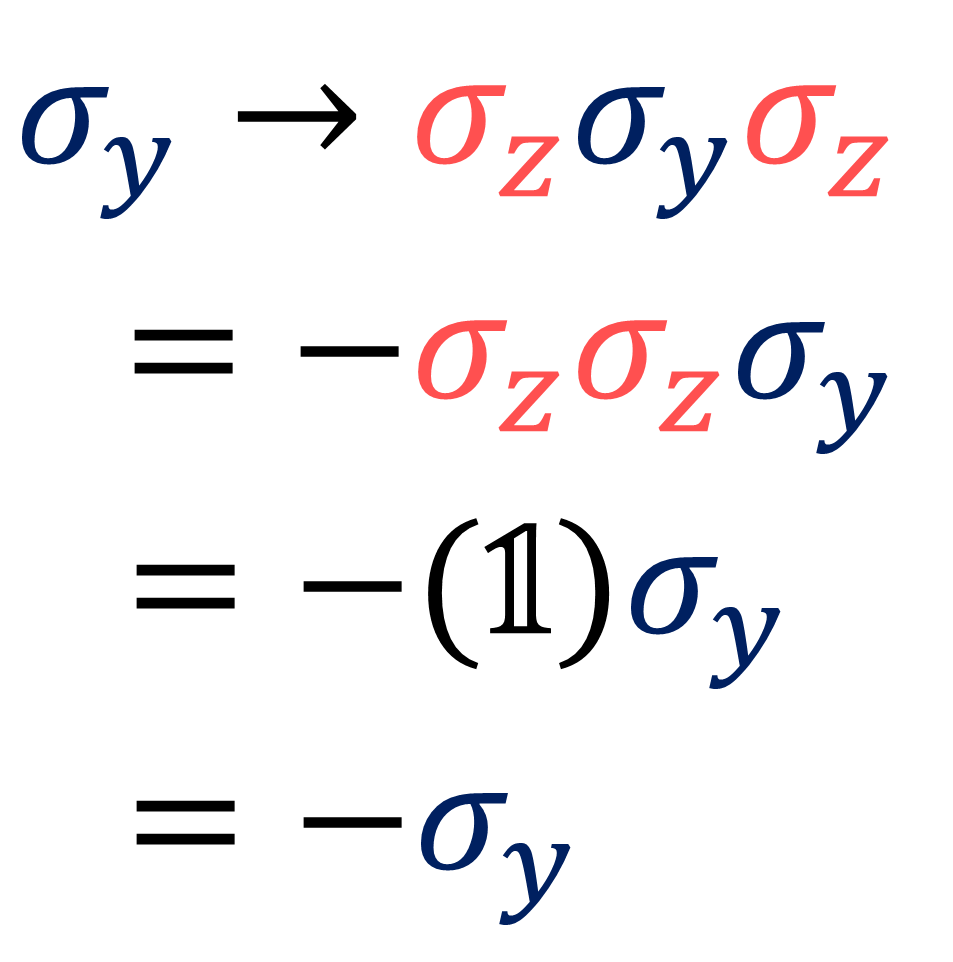 σ_y → σ_z σ_y σ_z
= −σ_z σ_z σ_y
= −(𝟙)σ_y
= −σ_y